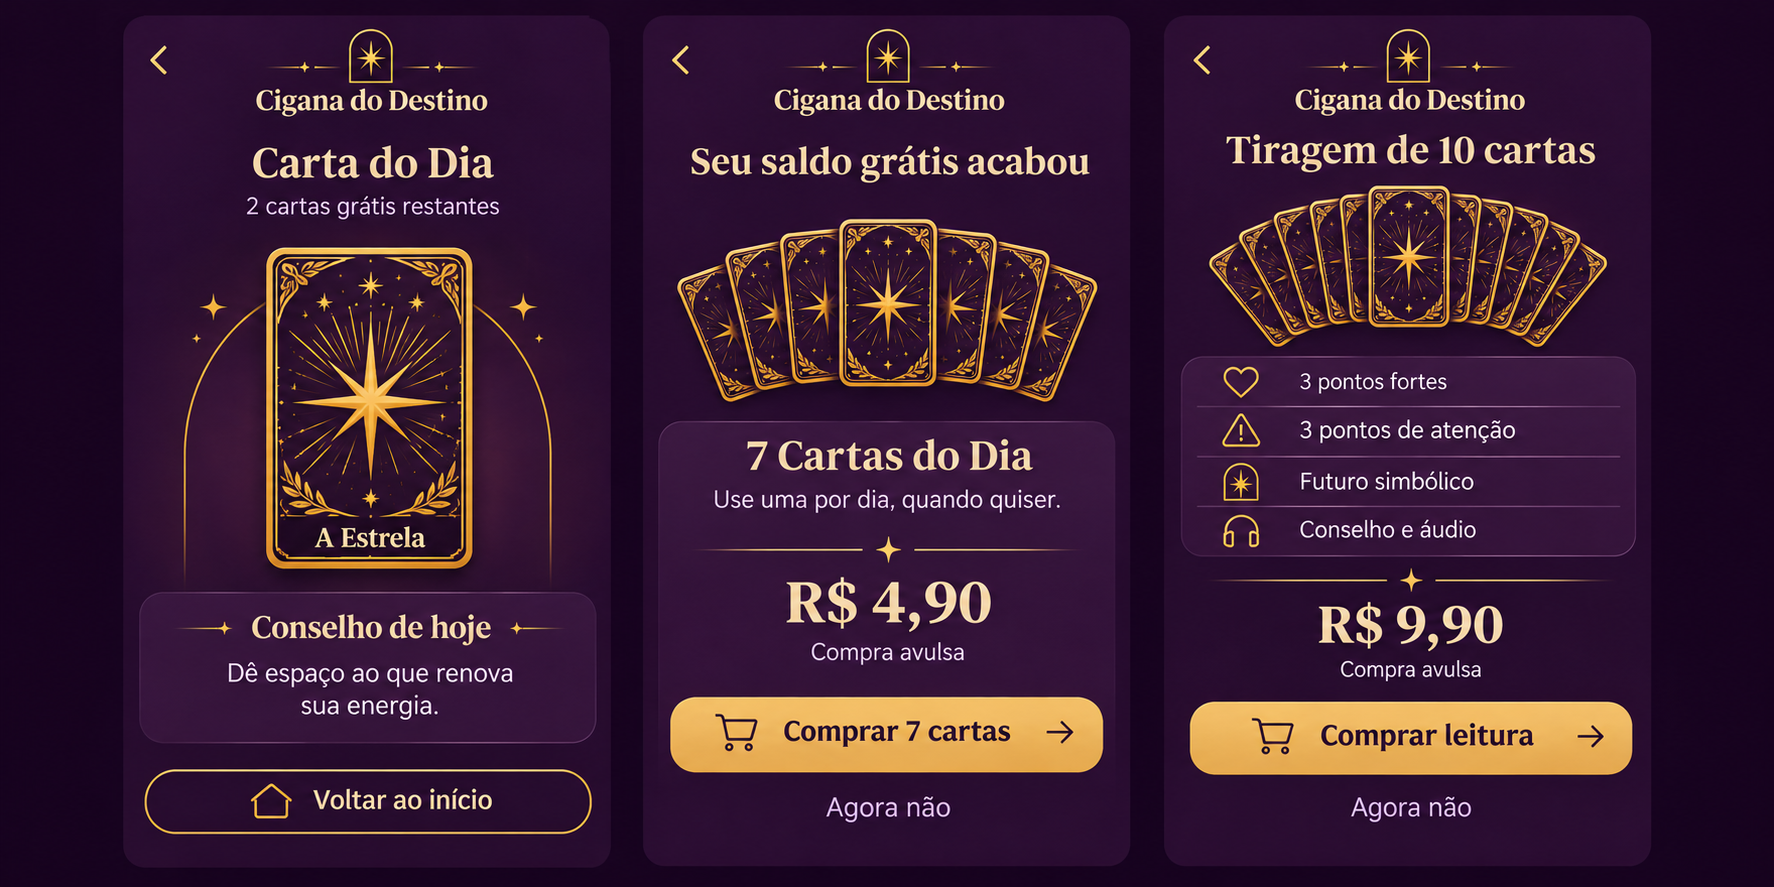 Cigana do Destino
Carta do Dia
2 cartas grátis restantes
A Estrela
Conselho de hoje
Dê espaço ao que renova
sua energia.
Voltar ao início
Cigana do Destino
Seu saldo grátis acabou
7 Cartas do Dia
Use uma por dia, quando quiser.
R$ 4,90
Compra avulsa
Comprar 7 cartas
Agora não
Cigana do Destino
Tiragem de 10 cartas
3 pontos fortes
3 pontos de atenção
Futuro simbólico
Conselho e áudio
R$ 9,90
Compra avulsa
Comprar leitura
Agora não